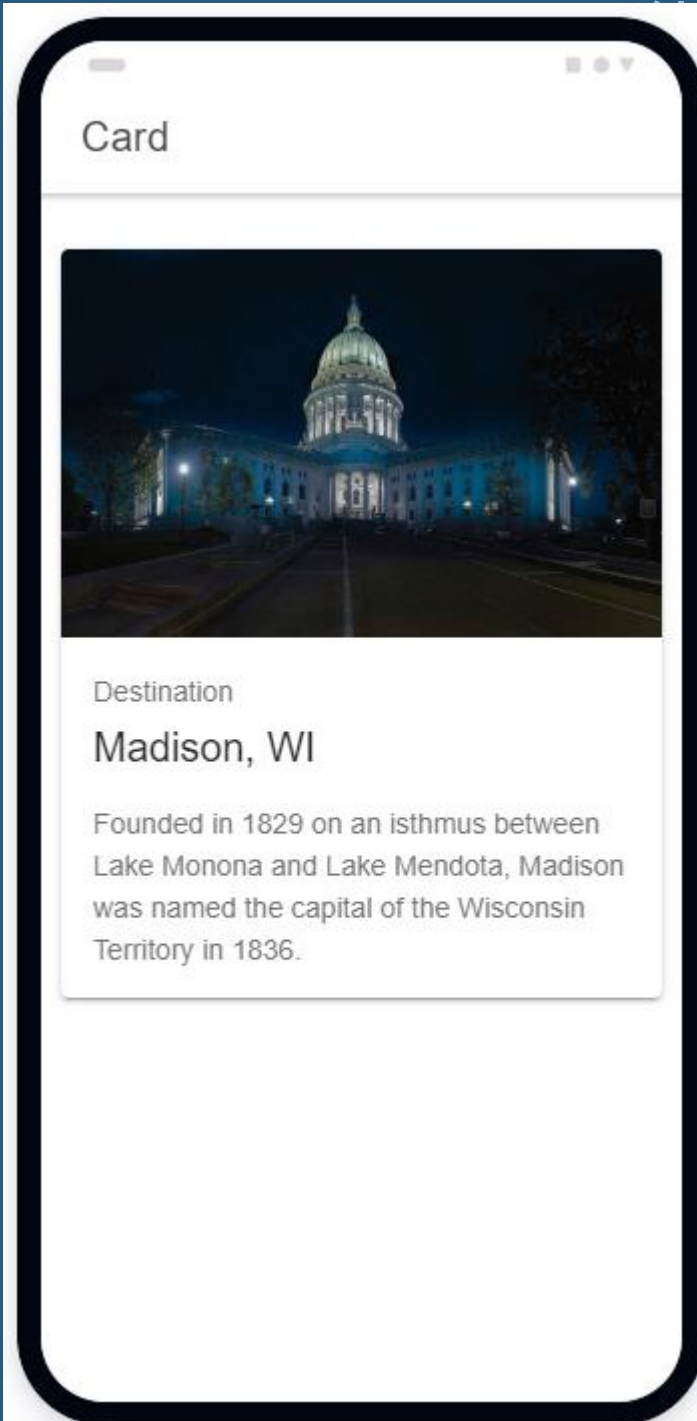 Card
Destination
Madison, WI
Founded in 1829 on an isthmus between
Lake Monona and Lake Mendota, Madison
was named the capital of the Wisconsin
Territory in 1836.